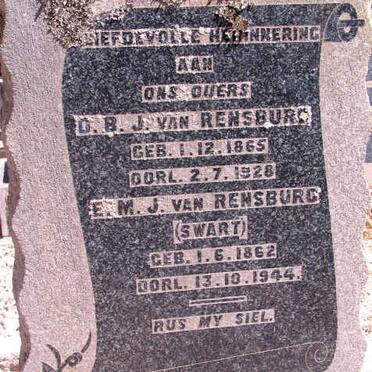 LIEFDEVOLLE HERINNERING
AAN
ONS OUERS
D. B. J. VAN RENSBURG
GEB. 1. 12. 1865
OORL. 2. 7. 1928
E. M. J. VAN RENSBURG
(SWART)
GEB. 1. 6. 1862
OORL. 13. 10. 1944.
RUS MY SIEL.